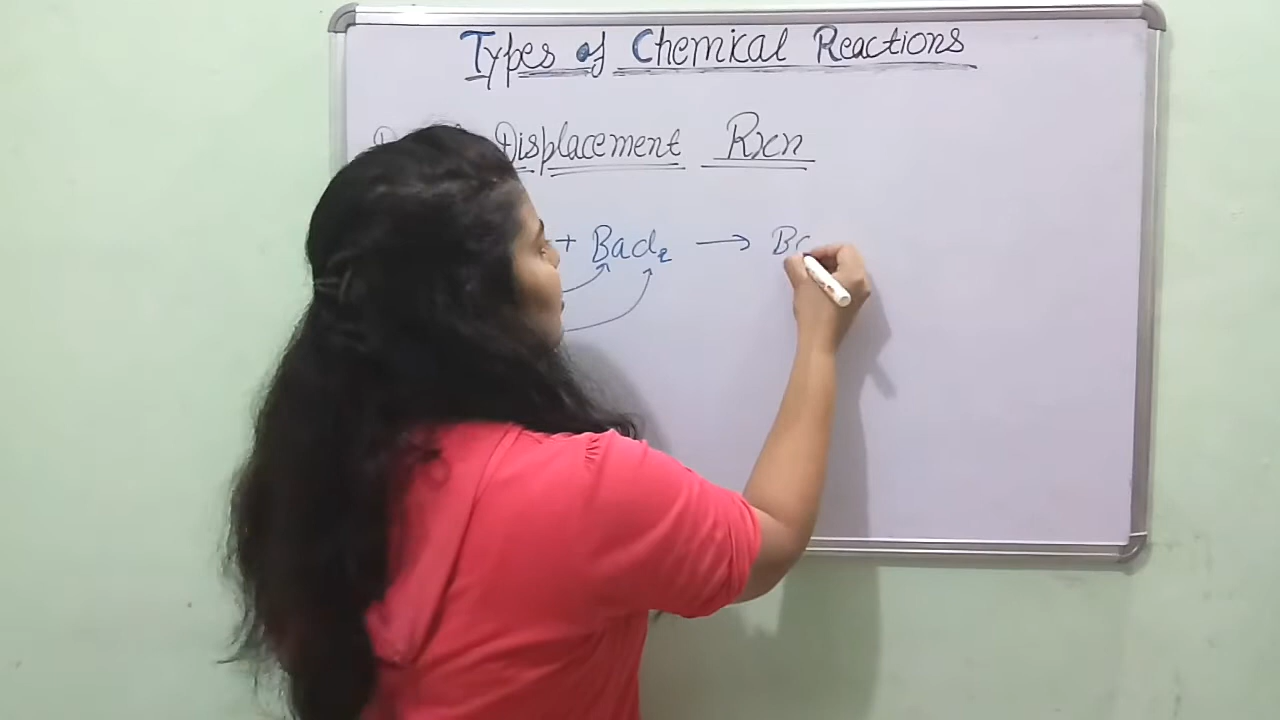 Types of Chemical Reactions
Displacement Rxn
+ BaCl₂ → Ba